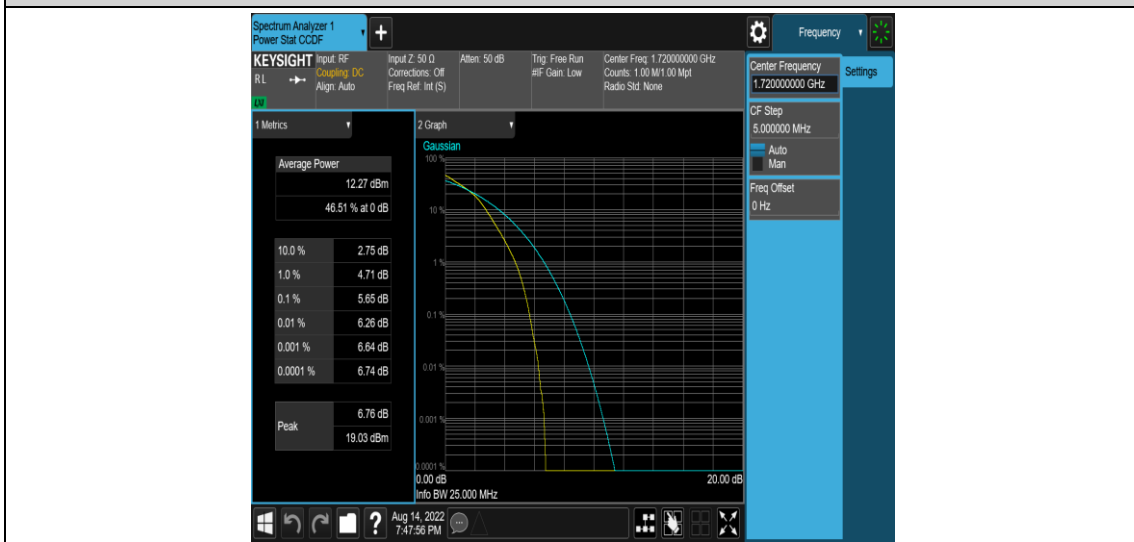 Spectrum Analyzer 1
Power Stat CCDF
+
Frequency
KEYSIGHT
RL
LXI
Input: RF
Coupling: DC
Align: Auto
Input Z: 50 Ω
Corrections: Off
Freq Ref: Int (S)
Atten: 50 dB
Trig: Free Run
#IF Gain: Low
Center Freq: 1.720000000 GHz
Counts: 1.00 M/1.00 Mpt
Radio Std: None
Center Frequency
1.720000000 GHz
Settings
CF Step
5.000000 MHz
Auto
Man
Freq Offset
0 Hz
1 Metrics
Average Power
12.27 dBm
46.51 % at 0 dB
10.0 % 2.75 dB
1.0 % 4.71 dB
0.1 % 5.65 dB
0.01 % 6.26 dB
0.001 % 6.64 dB
0.0001 % 6.74 dB
Peak
6.76 dB
19.03 dBm
2 Graph
Gaussian
100 %
10 %
1 %
0.1 %
0.01 %
0.001 %
0.0001 %
0.00 dB 20.00 dB
Info BW 25.000 MHz
?
Aug 14, 2022
7:47:56 PM